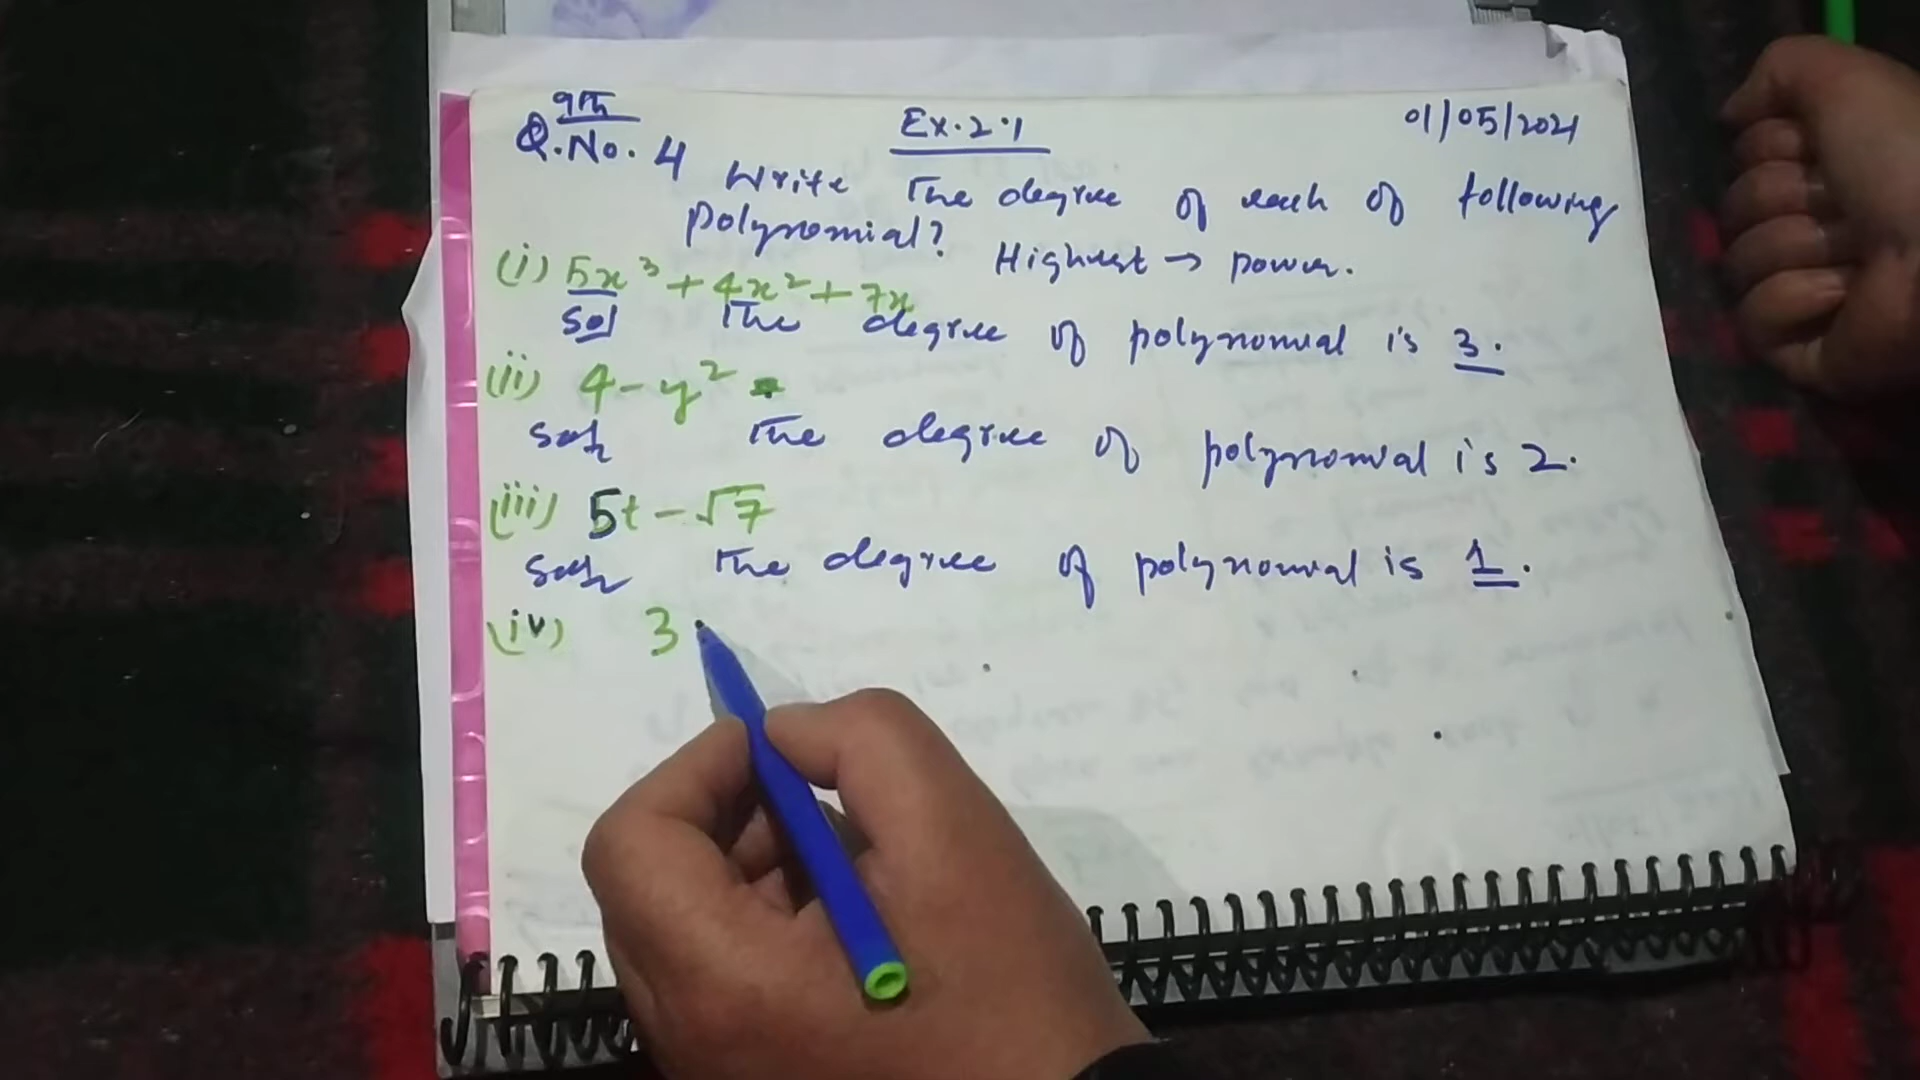 9th Ex.2.1 01/05/2021
Q.No. 4 Write The degree of each of following
polynomial? Highest → power.
(i) 5x³ + 4x² + 7x
Sol The degree of polynomial is 3.
(ii) 4 - y²
Soln The degree of polynomial is 2.
(iii) 5t - √7
Soln The degree of polynomial is 1.
(iv) 3